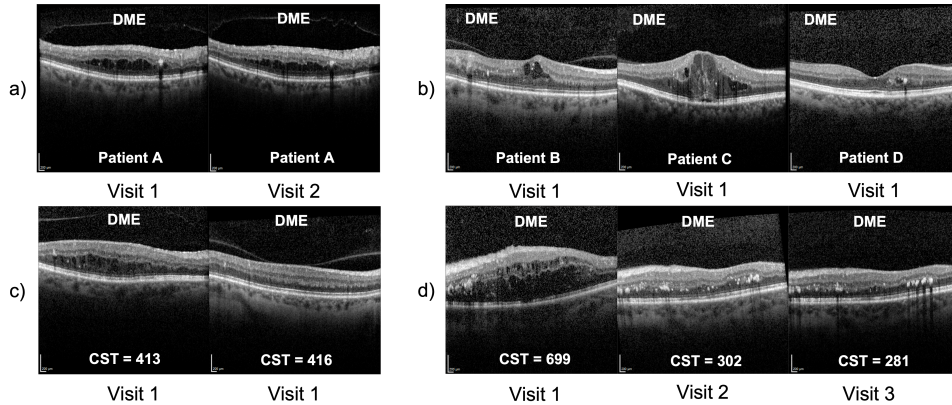 a)
DME
DME
Patient A
Patient A
Visit 1
Visit 2
b)
DME
DME
DME
Patient B
Patient C
Patient D
Visit 1
Visit 1
Visit 1
c)
DME
DME
CST = 413
CST = 416
Visit 1
Visit 1
d)
DME
DME
DME
CST = 699
CST = 302
CST = 281
Visit 1
Visit 2
Visit 3